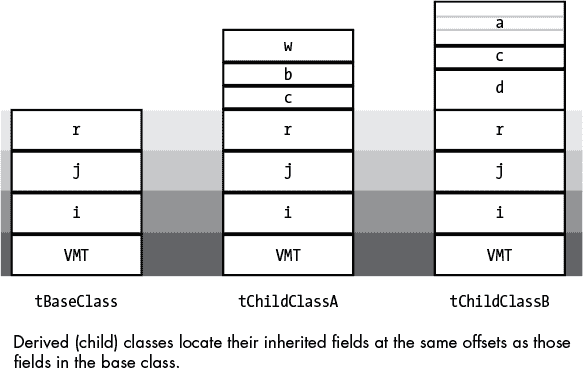 a
w
c
b
d
c
r r r
j j j
i i i
VMT VMT VMT
tBaseClass tChildClassA tChildClassB
Derived (child) classes locate their inherited fields at the same offsets as those
fields in the base class.